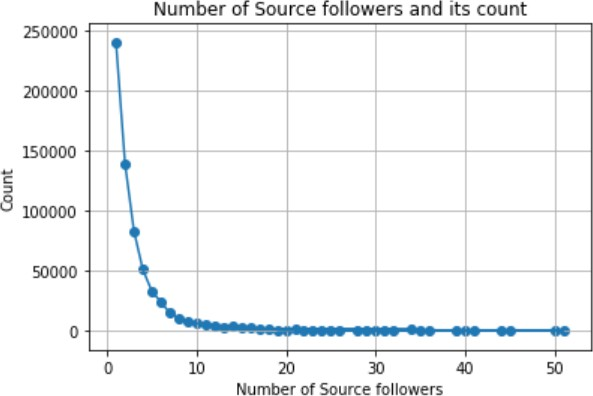 Number of Source followers and its count
250000
200000
150000
100000
50000
0
Count
0 10 20 30 40 50
Number of Source followers